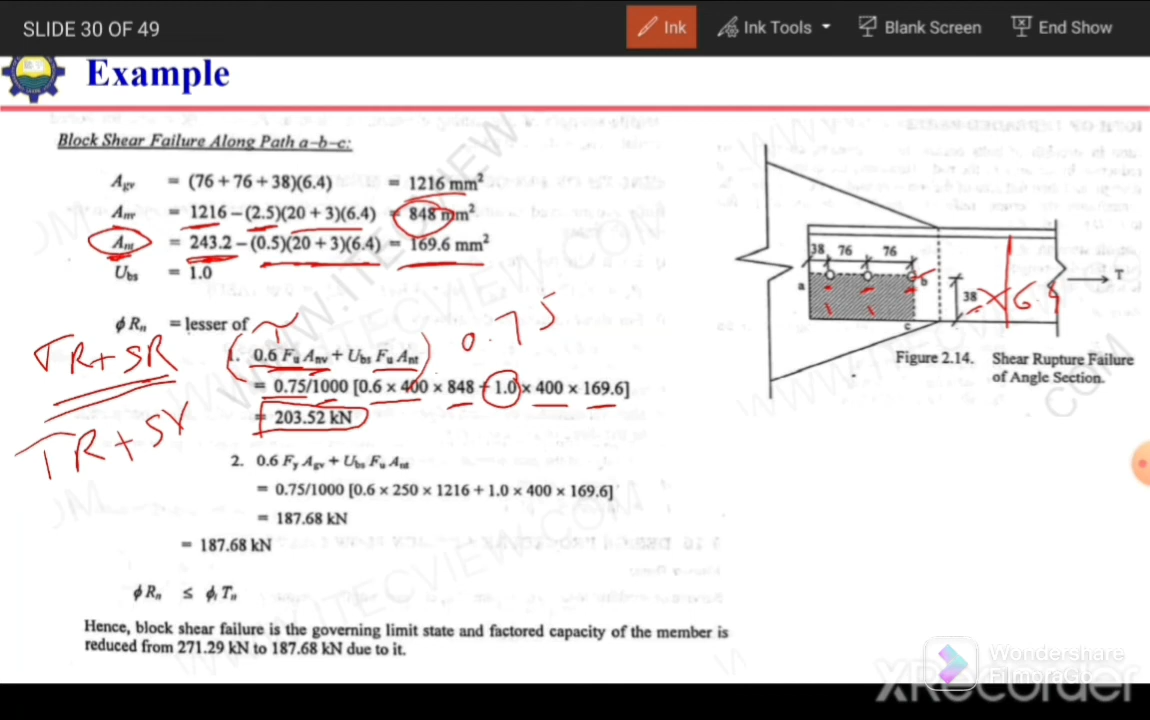 SLIDE 30 OF 49
Ink
Ink Tools
Blank Screen
End Show
Example
Block Shear Failure Along Path a–b–c:
Agv = (76 + 76 + 38)(6.4) = 1216 mm²
Anv = 1216 – (2.5)(20 + 3)(6.4) = 848 mm²
Ant = 243.2 – (0.5)(20 + 3)(6.4) = 169.6 mm²
Ubs = 1.0
ϕ Rn = lesser of
0.75
TR + SR
1. 0.6 Fu Anv + Ubs Fu Ant
= 0.75/1000 [0.6 × 400 × 848 + 1.0 × 400 × 169.6]
= 203.52 kN
TR + SY
2. 0.6 Fy Agv + Ubs Fu Ant
= 0.75/1000 [0.6 × 250 × 1216 + 1.0 × 400 × 169.6]
= 187.68 kN
= 187.68 kN
ϕ Rn ≤ ϕt Tn
Hence, block shear failure is the governing limit state and factored capacity of the member is
reduced from 271.29 kN to 187.68 kN due to it.
38 76 76
a
b
c
38
T
Figure 2.14. Shear Rupture Failure
of Angle Section.
WWW.ITECVIEW.COM
Wondershare
FilmoraGo
XRecorder